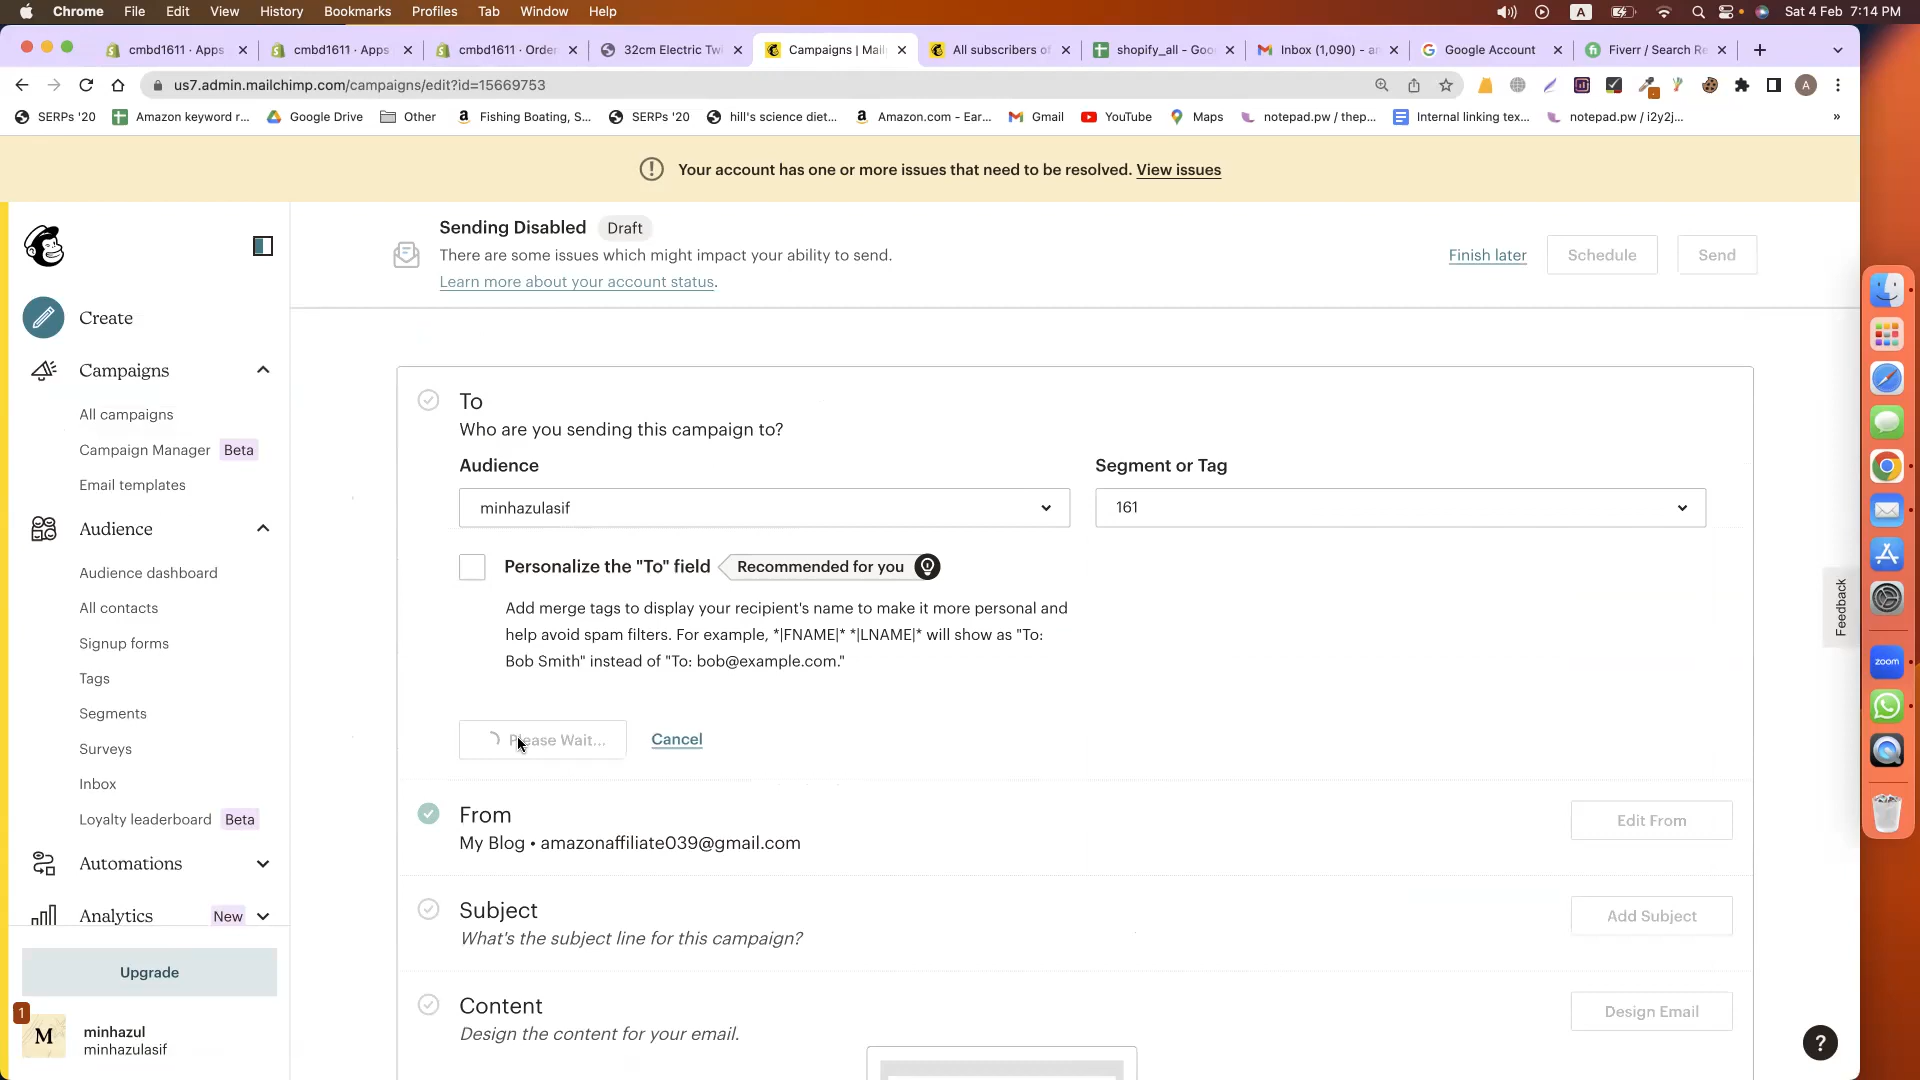 Chrome File Edit View History Bookmarks Profiles Tab Window Help A Sat 4 Feb 7:14 PM
cmbd1611 · Apps cmbd1611 · Apps cmbd1611 · Orde 32cm Electric Twi Campaigns | Mail All subscribers of shopify_all - Goo Inbox (1,090) - a Google Account Fiverr / Search Re
us7.admin.mailchimp.com/campaigns/edit?id=15669753 A
SERPs '20 Amazon keyword r... Google Drive Other Fishing Boating, S... SERPs '20 hill's science diet... Amazon.com - Ear... Gmail YouTube Maps notepad.pw / thep... Internal linking tex... notepad.pw / i2y2j... »
Your account has one or more issues that need to be resolved. View issues
Sending Disabled Draft
There are some issues which might impact your ability to send.
Learn more about your account status.
Finish later Schedule Send
Create
Campaigns
All campaigns
Campaign Manager Beta
Email templates
Audience
Audience dashboard
All contacts
Signup forms
Tags
Segments
Surveys
Inbox
Loyalty leaderboard Beta
Automations
Analytics New
Upgrade
1
M
minhazul
minhazulasif
To
Who are you sending this campaign to?
Audience Segment or Tag
minhazulasif 161
Personalize the "To" field Recommended for you
Add merge tags to display your recipient's name to make it more personal and
help avoid spam filters. For example, *|FNAME|* *|LNAME|* will show as "To:
Bob Smith" instead of "To: bob@example.com."
Please Wait... Cancel
From
My Blog • amazonaffiliate039@gmail.com
Edit From
Subject
What's the subject line for this campaign?
Add Subject
Content
Design the content for your email.
Design Email
Feedback
zoom
?